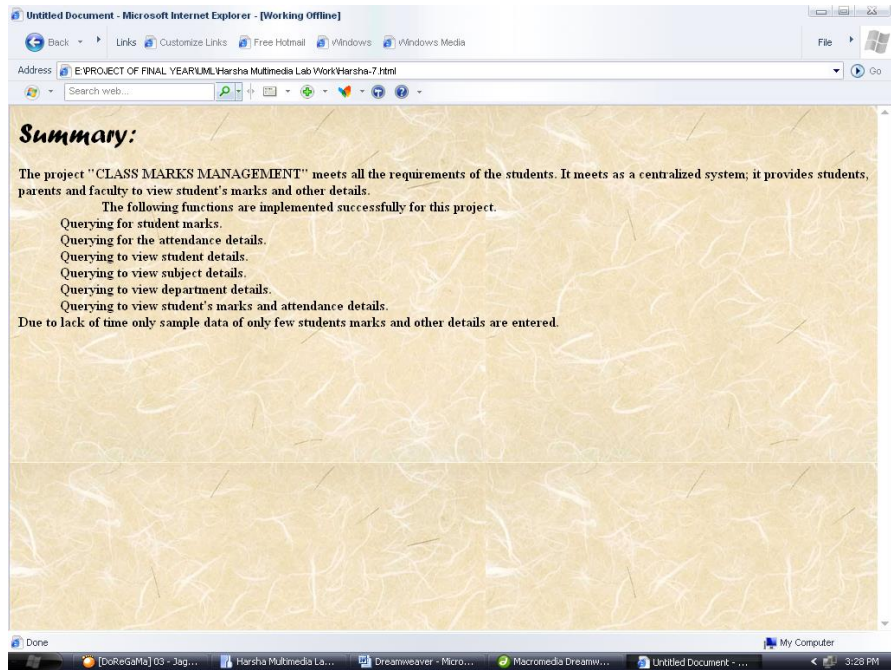 Untitled Document - Microsoft Internet Explorer - [Working Offline]
Back Links Customize Links Free Hotmail Windows Windows Media File
Address E:\PROJECT OF FINAL YEAR\UML\Harsha Multimedia Lab Work\Harsha-7.html Go
Search web...
Summary:
The project "CLASS MARKS MANAGEMENT" meets all the requirements of the students. It meets as a centralized system; it provides students,
parents and faculty to view student's marks and other details.
The following functions are implemented successfully for this project.
Querying for student marks.
Querying for the attendance details.
Querying to view student details.
Querying to view subject details.
Querying to view department details.
Querying to view student's marks and attendance details.
Due to lack of time only sample data of only few students marks and other details are entered.
Done My Computer
[DoReGaMa] 03 - Jag... Harsha Multimedia La... Dreamweaver - Micro... Macromedia Dreamw... Untitled Document - ... 3:28 PM